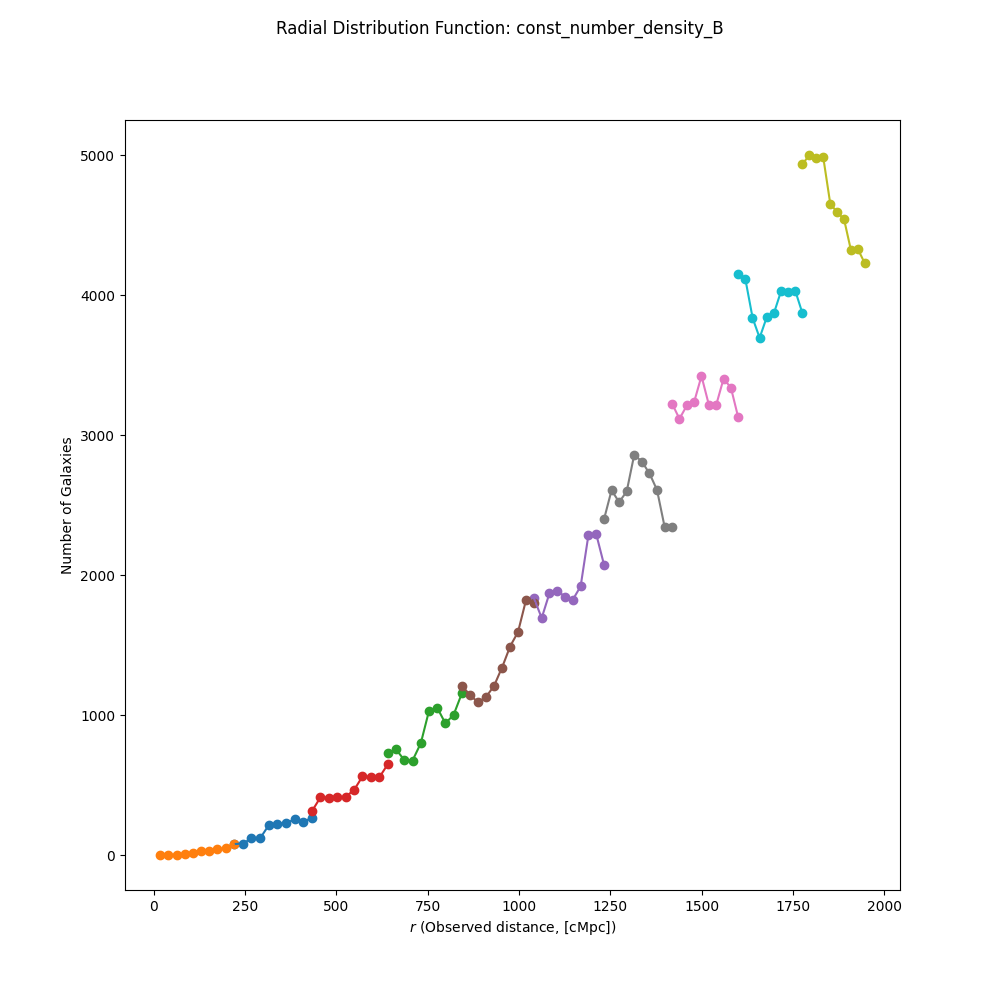 Radial Distribution Function: const_number_density_B
5000
4000
3000
2000
1000
0
Number of Galaxies
0 250 500 750 1000 1250 1500 1750 2000
r (Observed distance, [cMpc])